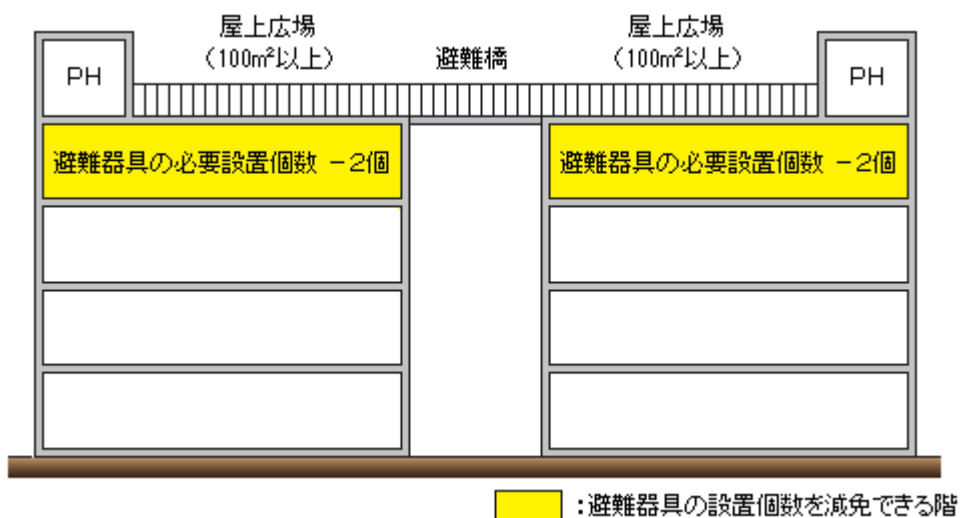 屋上広場
（100m²以上）
避難橋
屋上広場
（100m²以上）
PH
PH
避難器具の必要設置個数 －2個
避難器具の必要設置個数 －2個
：避難器具の設置個数を減免できる階